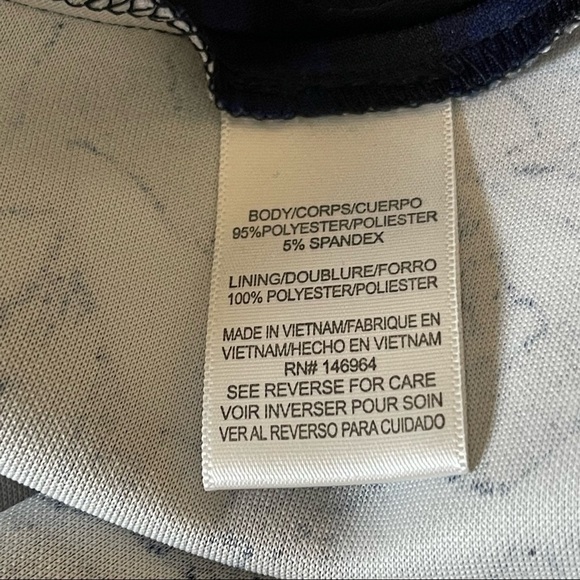 BODY/CORPS/CUERPO
95%POLYESTER/POLIESTER
5% SPANDEX
LINING/DOUBLURE/FORRO
100% POLYESTER/POLIESTER
MADE IN VIETNAM/FABRIQUE EN
VIETNAM/HECHO EN VIETNAM
RN# 146964
SEE REVERSE FOR CARE
VOIR INVERSER POUR SOIN
VER AL REVERSO PARA CUIDADO